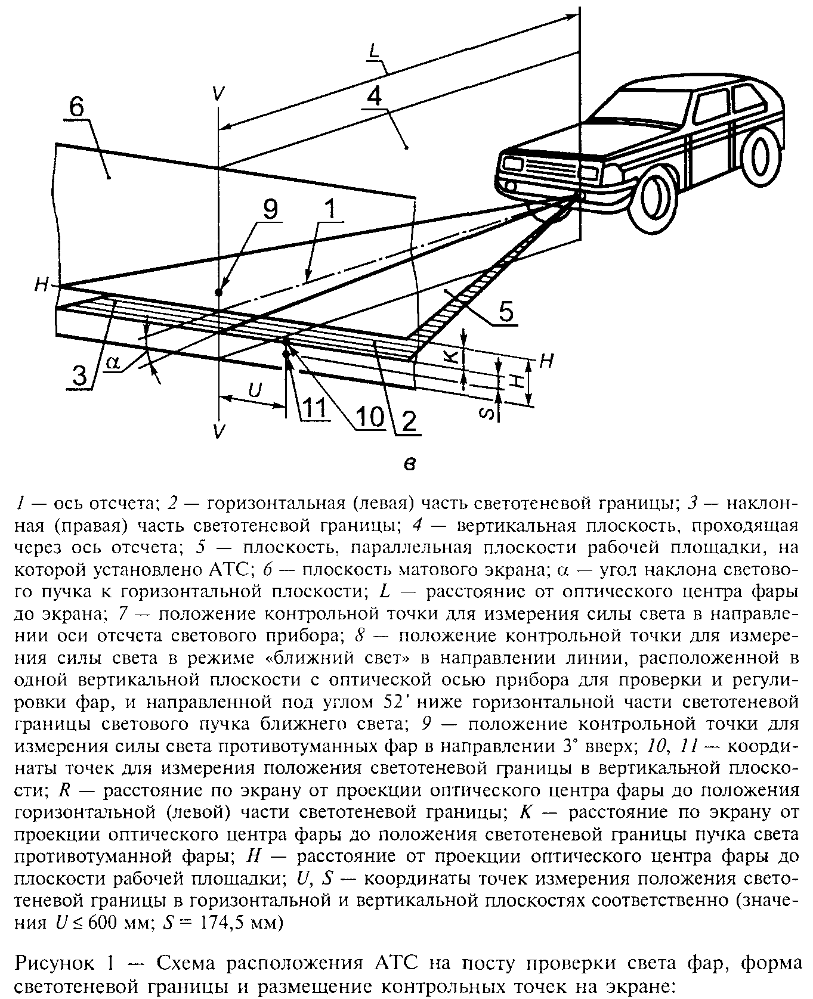 L
V
4
6
9
1
H
5
K
H
α
3
U
H
11
10
2
S
V
в
1 — ось отсчета; 2 — горизонтальная (левая) часть светотеневой границы; 3 — наклон-
ная (правая) часть светотеневой границы; 4 — вертикальная плоскость, проходящая
через ось отсчета; 5 — плоскость, параллельная плоскости рабочей площадки, на
которой установлено АТС; 6 — плоскость матового экрана; α — угол наклона светово-
го пучка к горизонтальной плоскости; L — расстояние от оптического центра фары
до экрана; 7 — положение контрольной точки для измерения силы света в направле-
нии оси отсчета светового прибора; 8 — положение контрольной точки для измере-
ния силы света в режиме «ближний свет» в направлении линии, расположенной в
одной вертикальной плоскости с оптической осью прибора для проверки и регули-
ровки фар, и направленной под углом 52′ ниже горизонтальной части светотеневой
границы светового пучка ближнего света; 9 — положение контрольной точки для
измерения силы света противотуманных фар в направлении 3° вверх; 10, 11 — коорди-
наты точек для измерения положения светотеневой границы в вертикальной плоско-
сти; R — расстояние по экрану от проекции оптического центра фары до положения
горизонтальной (левой) части светотеневой границы; K — расстояние по экрану от
проекции оптического центра фары до положения светотеневой границы пучка света
противотуманной фары; H — расстояние от проекции оптического центра фары до
плоскости рабочей площадки; U, S — координаты точек измерения положения свето-
теневой границы в горизонтальной и вертикальной плоскостях соответственно (значе-
ния U ≤ 600 мм; S = 174,5 мм)
Рисунок 1 — Схема расположения АТС на посту проверки света фар, форма
светотеневой границы и размещение контрольных точек на экране: